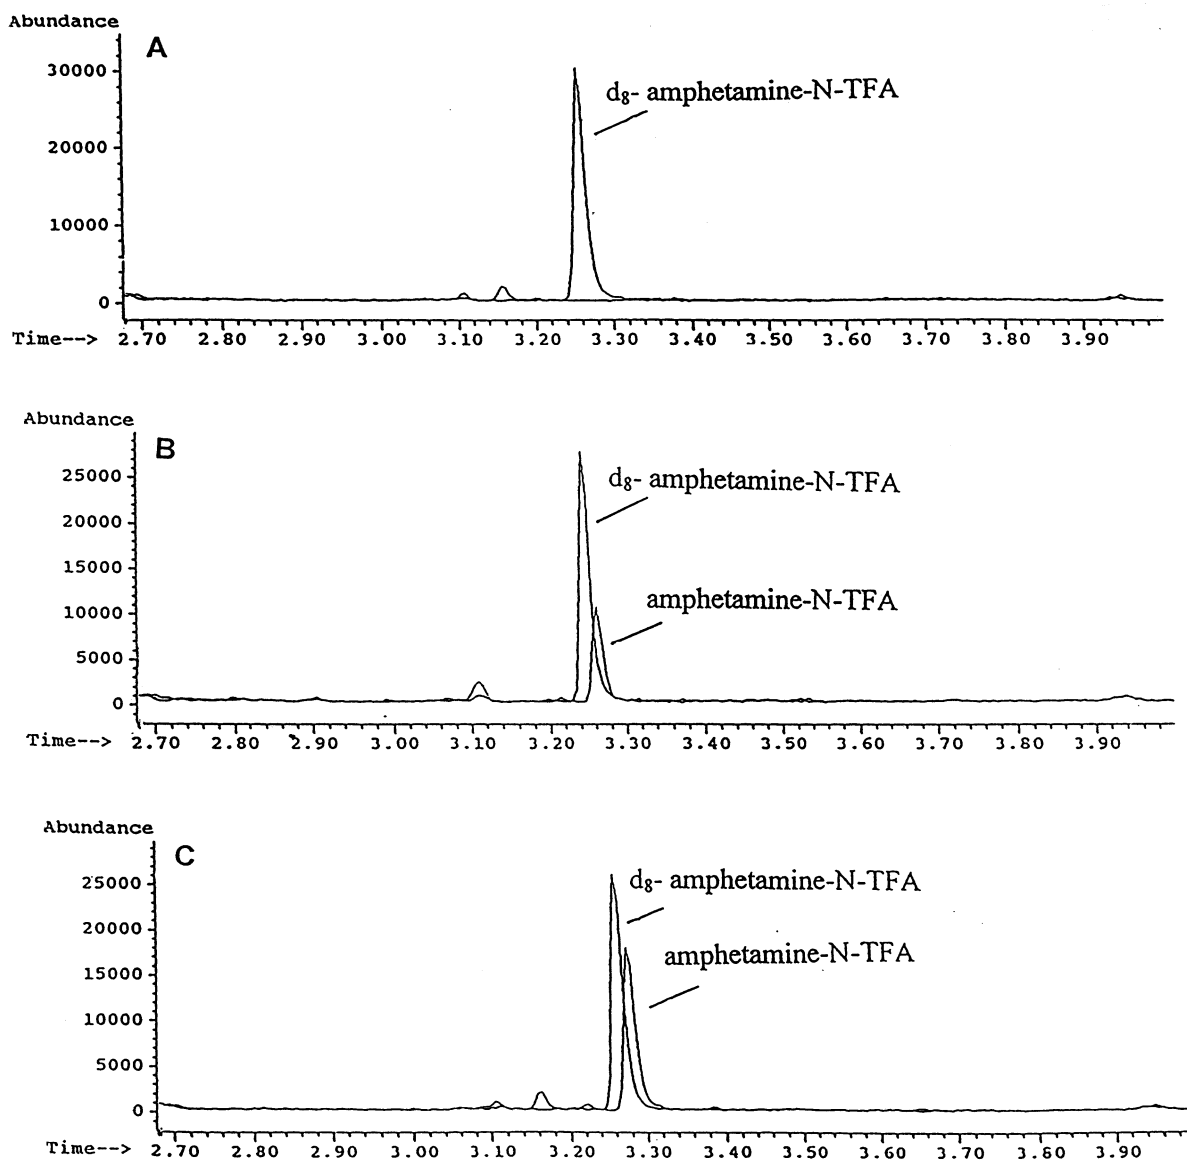 Abundance
A
30000
d₈- amphetamine-N-TFA
20000
10000
0
Time--> 2.70 2.80 2.90 3.00 3.10 3.20 3.30 3.40 3.50 3.60 3.70 3.80 3.90
Abundance
B
25000
d₈- amphetamine-N-TFA
20000
15000
10000
amphetamine-N-TFA
5000
0
Time--> 2.70 2.80 2.90 3.00 3.10 3.20 3.30 3.40 3.50 3.60 3.70 3.80 3.90
Abundance
C
25000
d₈- amphetamine-N-TFA
20000
amphetamine-N-TFA
15000
10000
5000
0
Time--> 2.70 2.80 2.90 3.00 3.10 3.20 3.30 3.40 3.50 3.60 3.70 3.80 3.90